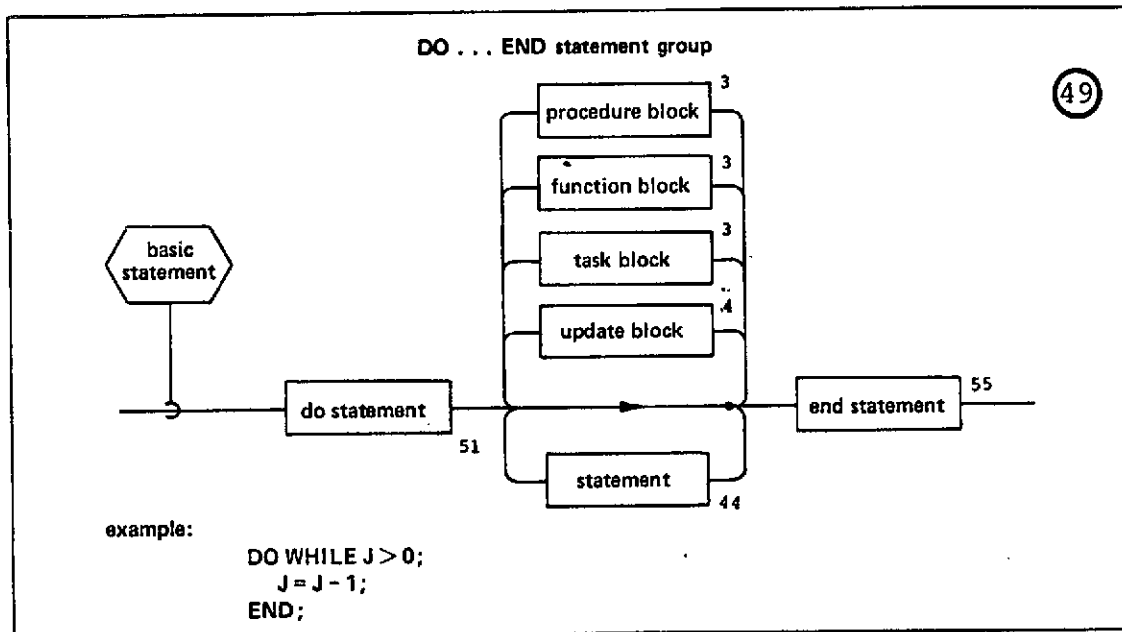 DO . . . END statement group
49
3
procedure block
3
function block
3
task block
4
update block
basic
statement
do statement
51
end statement
55
statement
44
example:
DO WHILE J > 0;
J = J - 1;
END;